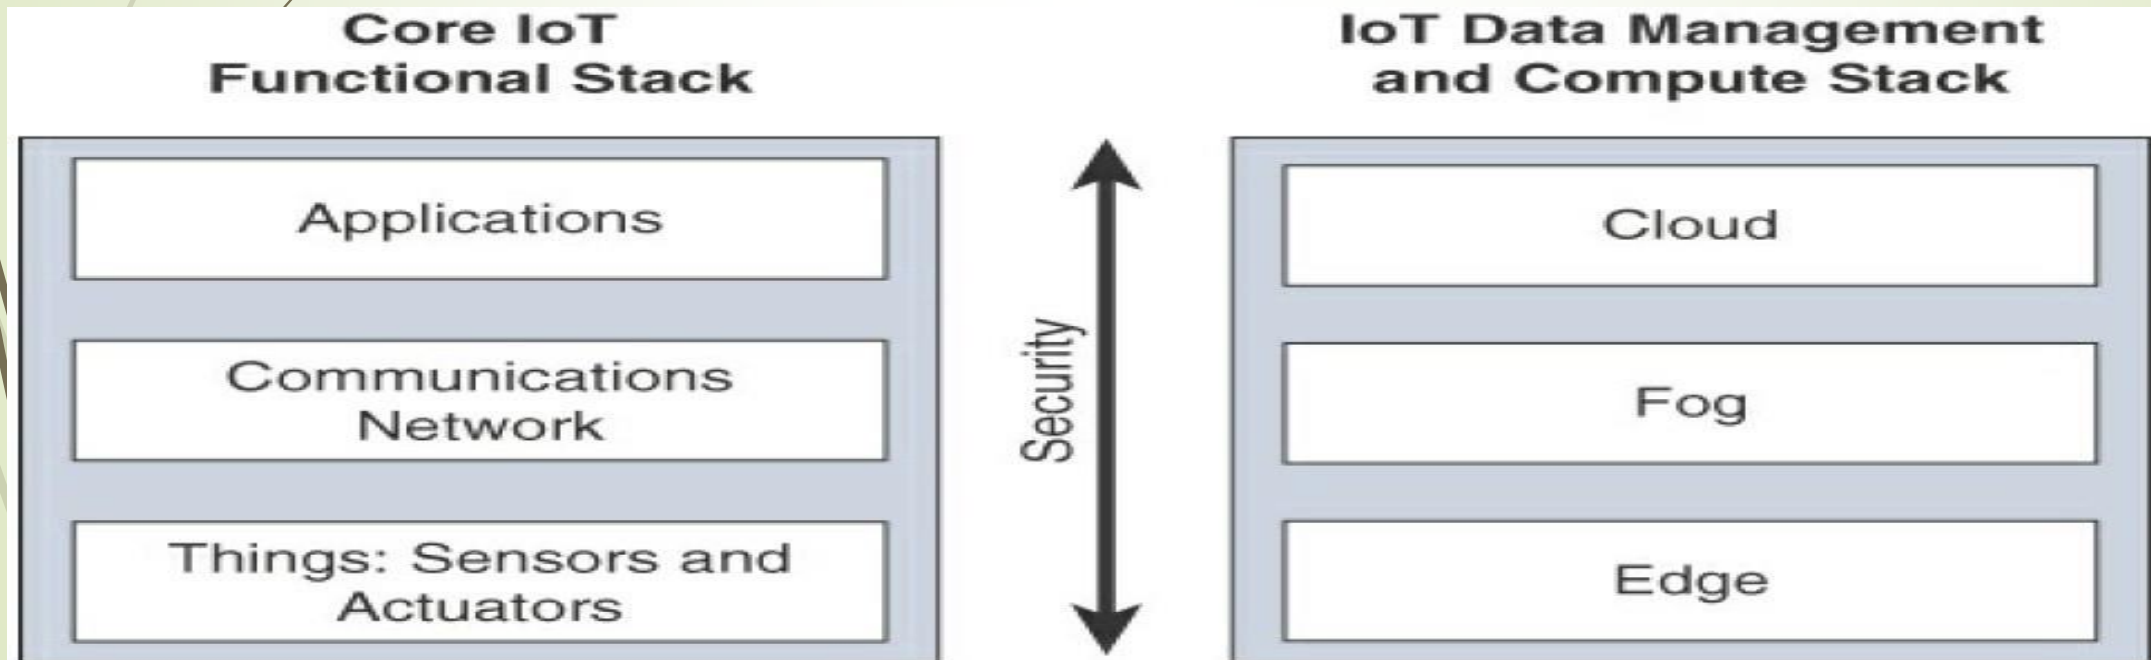 Core IoT
Functional Stack
Applications
Communications
Network
Things: Sensors and
Actuators
Security
IoT Data Management
and Compute Stack
Cloud
Fog
Edge